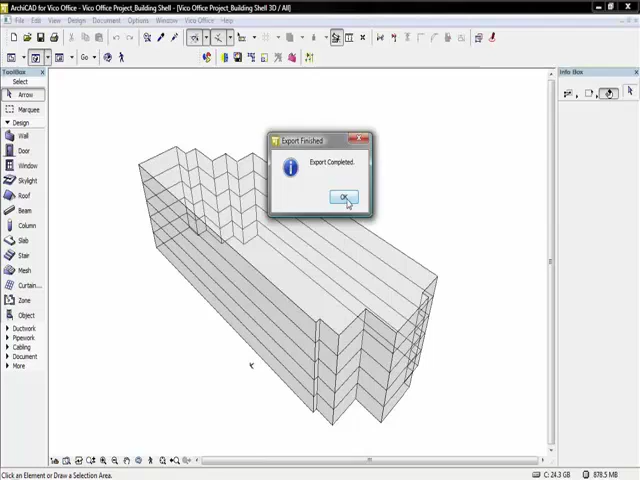 ArchiCAD for Vico Office - Vico Office Project_Building Shell - [Vico Office Project_Building Shell 3D / All]
File Edit View Design Document Options Window Vico Office Help
Go
ToolBox
Select
Arrow
Marquee
Design
Wall
Door
Window
Skylight
Roof
Beam
Column
Slab
Stair
Mesh
Curtain...
Zone
Object
Ductwork
Pipework
Cabling
Document
More
Info Box
Export Finished
Export Completed.
OK
Click an Element or Draw a Selection Area.
C: 24.3 GB
878.5 MB